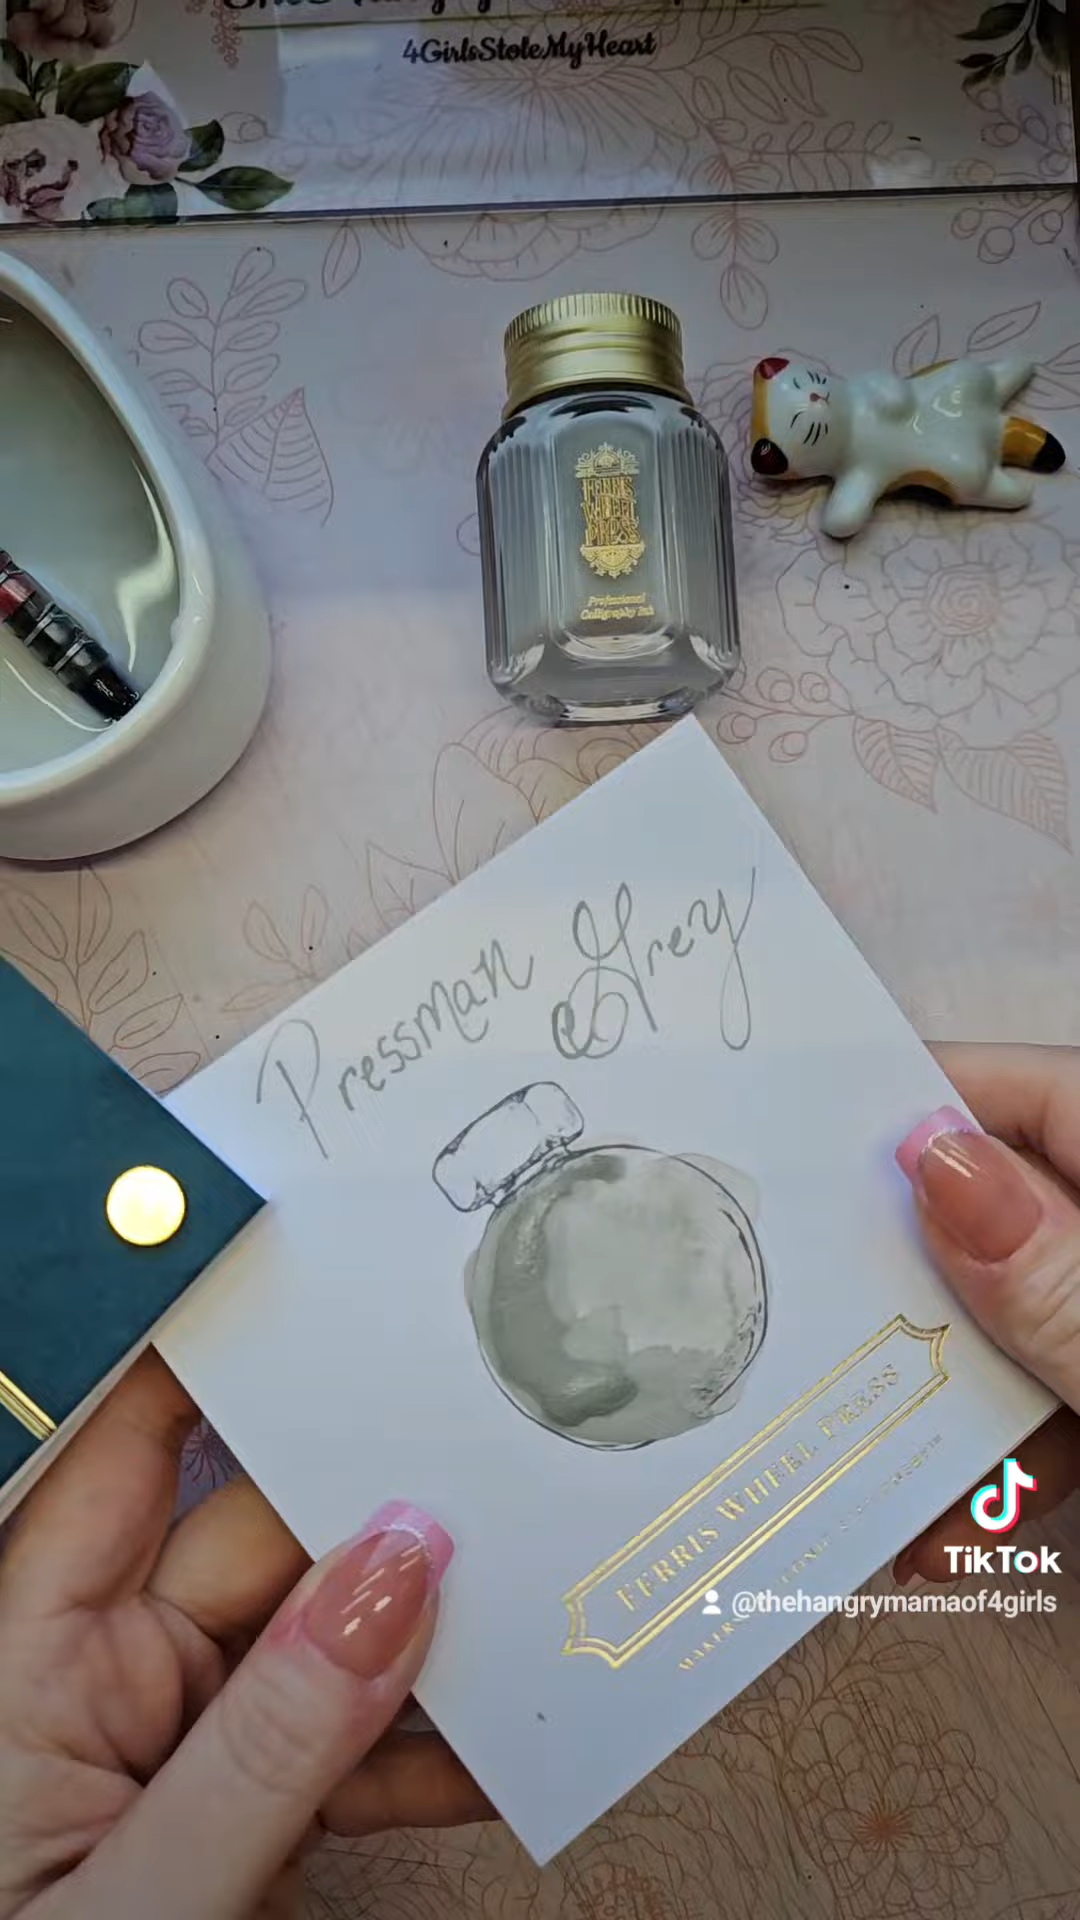 4GirlsStoleMyHeart
FERRIS
WHEEL
PRESS
Professional
Calligraphy Ink
Pressman Grey
FERRIS WHEEL PRESS
TikTok
@thehangrymamaof4girls